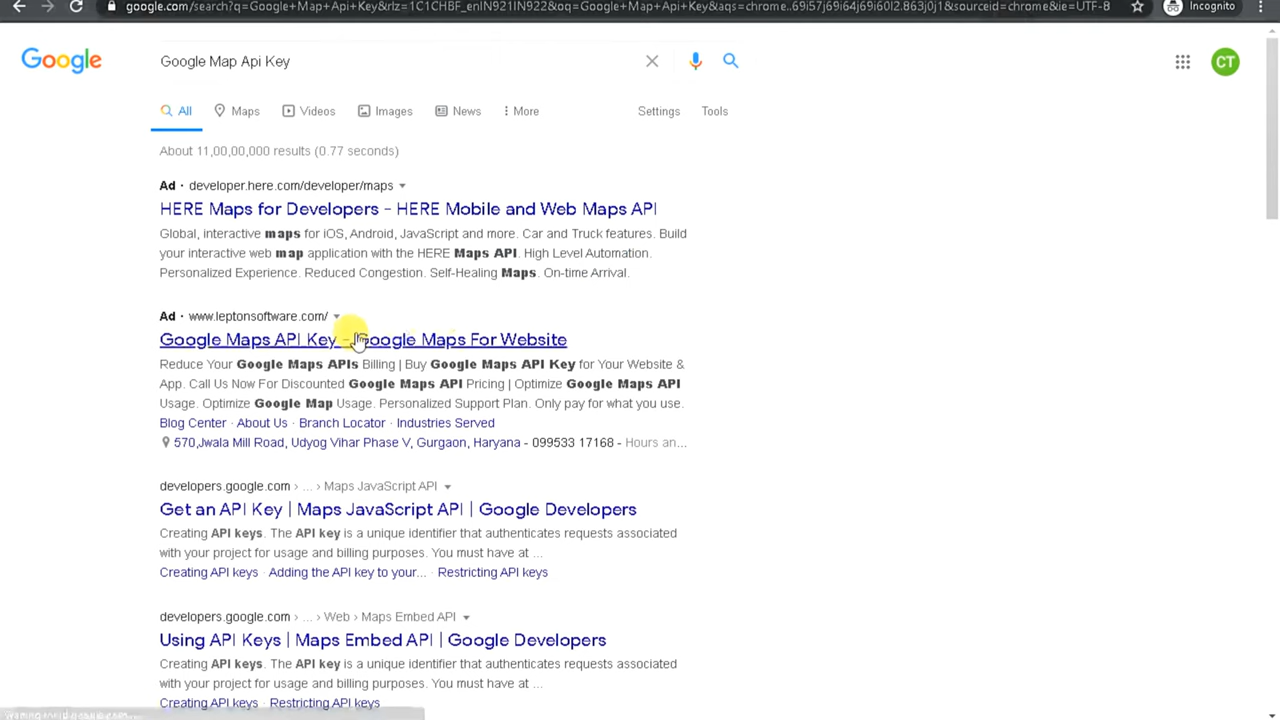 google.com/search?q=Google+Map+Api+Key&rlz=1C1CHBF_enIN921IN922&oq=Google+Map+Api+Key&aqs=chrome..69i57j69i64j69i60l2.863j0j1&sourceid=chrome&ie=UTF-8
Incognito
Google
Google Map Api Key
CT
All
Maps
Videos
Images
News
More
Settings
Tools
About 11,00,00,000 results (0.77 seconds)
Ad · developer.here.com/developer/maps
HERE Maps for Developers - HERE Mobile and Web Maps API
Global, interactive maps for iOS, Android, JavaScript and more. Car and Truck features. Build
your interactive web map application with the HERE Maps API. High Level Automation.
Personalized Experience. Reduced Congestion. Self-Healing Maps. On-time Arrival.
Ad · www.leptonsoftware.com/
Google Maps API Key - Google Maps For Website
Reduce Your Google Maps APIs Billing | Buy Google Maps API Key for Your Website &
App. Call Us Now For Discounted Google Maps API Pricing | Optimize Google Maps API
Usage. Optimize Google Map Usage. Personalized Support Plan. Only pay for what you use.
Blog Center · About Us · Branch Locator · Industries Served
570,Jwala Mill Road, Udyog Vihar Phase V, Gurgaon, Haryana - 099533 17168 - Hours an...
developers.google.com › ... › Maps JavaScript API
Get an API Key | Maps JavaScript API | Google Developers
Creating API keys. The API key is a unique identifier that authenticates requests associated
with your project for usage and billing purposes. You must have at ...
Creating API keys · Adding the API key to your... · Restricting API keys
developers.google.com › ... › Web › Maps Embed API
Using API Keys | Maps Embed API | Google Developers
Creating API keys. The API key is a unique identifier that authenticates requests associated
with your project for usage and billing purposes. You must have at ...
Creating API keys · Restricting API keys